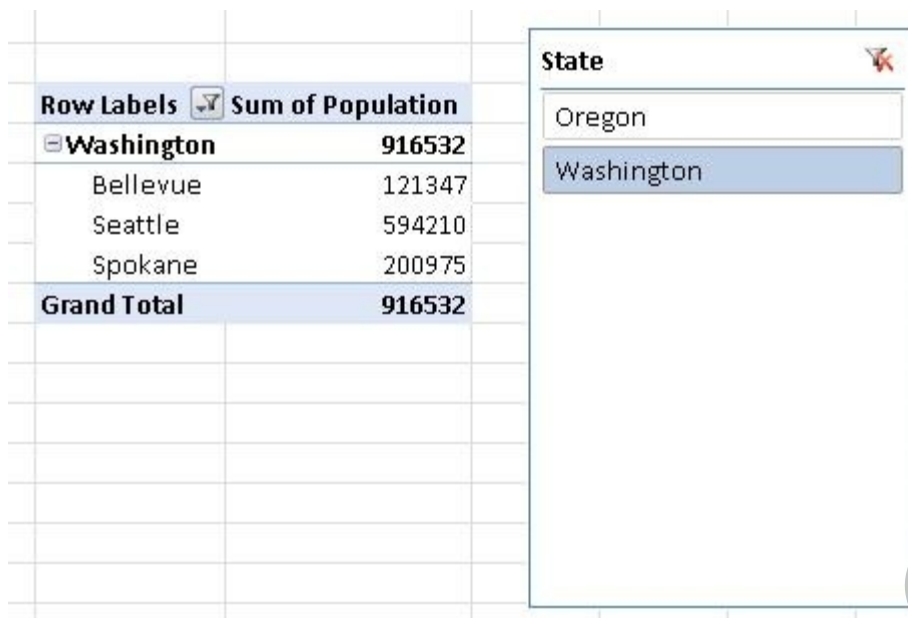 Row Labels Sum of Population
Washington 916532
Bellevue 121347
Seattle 594210
Spokane 200975
Grand Total 916532
State
Oregon
Washington